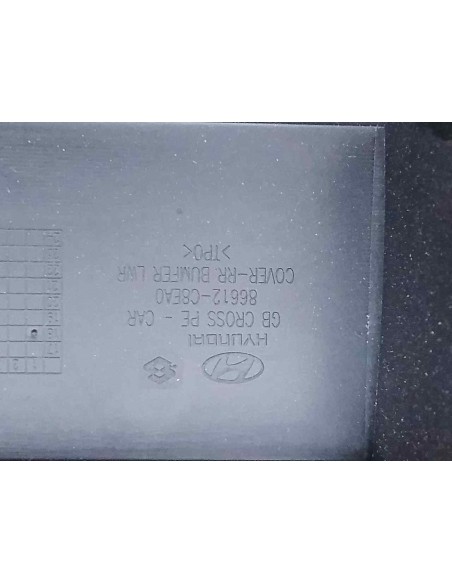 HYUNDAI
GB CROSS PE - CAR
86612-C8EA0
COVER-RR BUMPER LWR
>TPO<